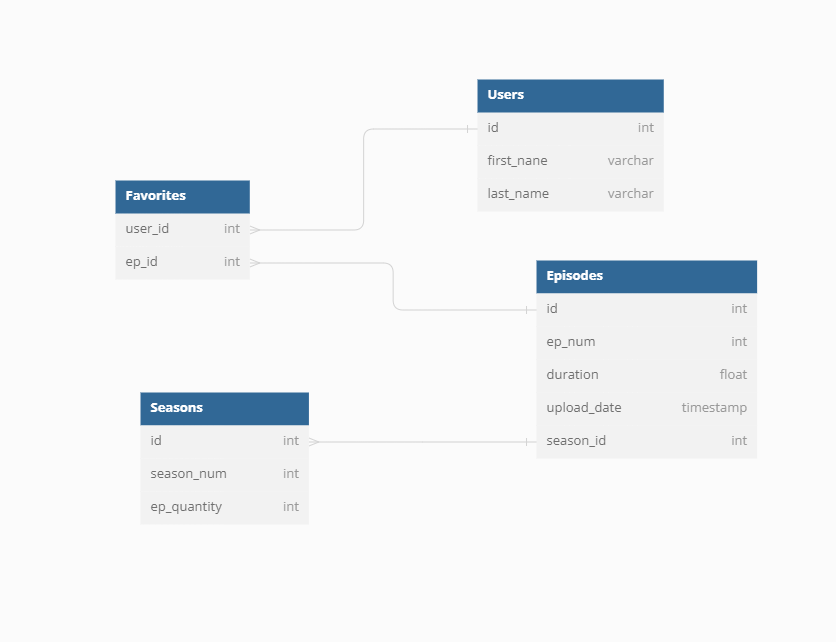 Users
id int
first_nane varchar
last_name varchar
Favorites
user_id int
ep_id int
Episodes
id int
ep_num int
duration float
upload_date timestamp
season_id int
Seasons
id int
season_num int
ep_quantity int